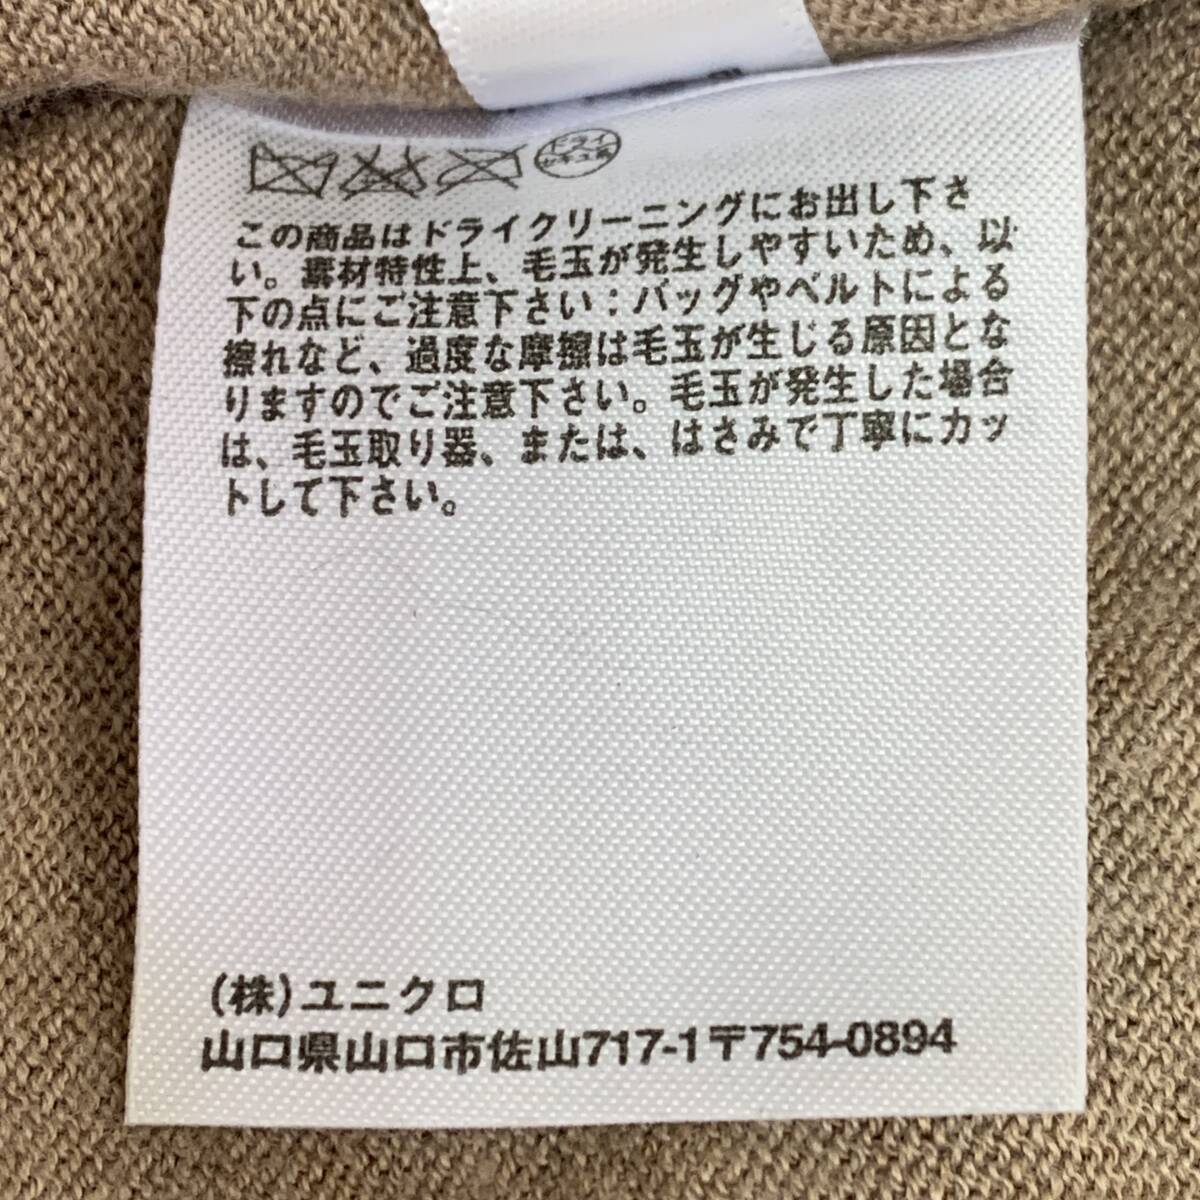 ドライ
セキユ系
この商品はドライクリーニングにお出し下さ
い。素材特性上、毛玉が発生しやすいため、以
下の点にご注意下さい：バッグやベルトによる
擦れなど、過度な摩擦は毛玉が生じる原因とな
りますのでご注意下さい。毛玉が発生した場合
は、毛玉取り器、または、はさみで丁寧にカッ
トして下さい。
(株)ユニクロ
山口県山口市佐山717-1〒754-0894